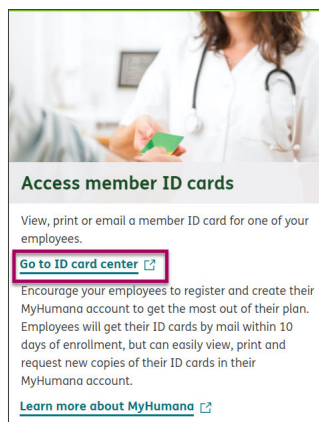 Access member ID cards
View, print or email a member ID card for one of your
employees.
Go to ID card center
Encourage your employees to register and create their
MyHumana account to get the most out of their plan.
Employees will get their ID cards by mail within 10
days of enrollment, but can easily view, print and
request new copies of their ID cards in their
MyHumana account.
Learn more about MyHumana